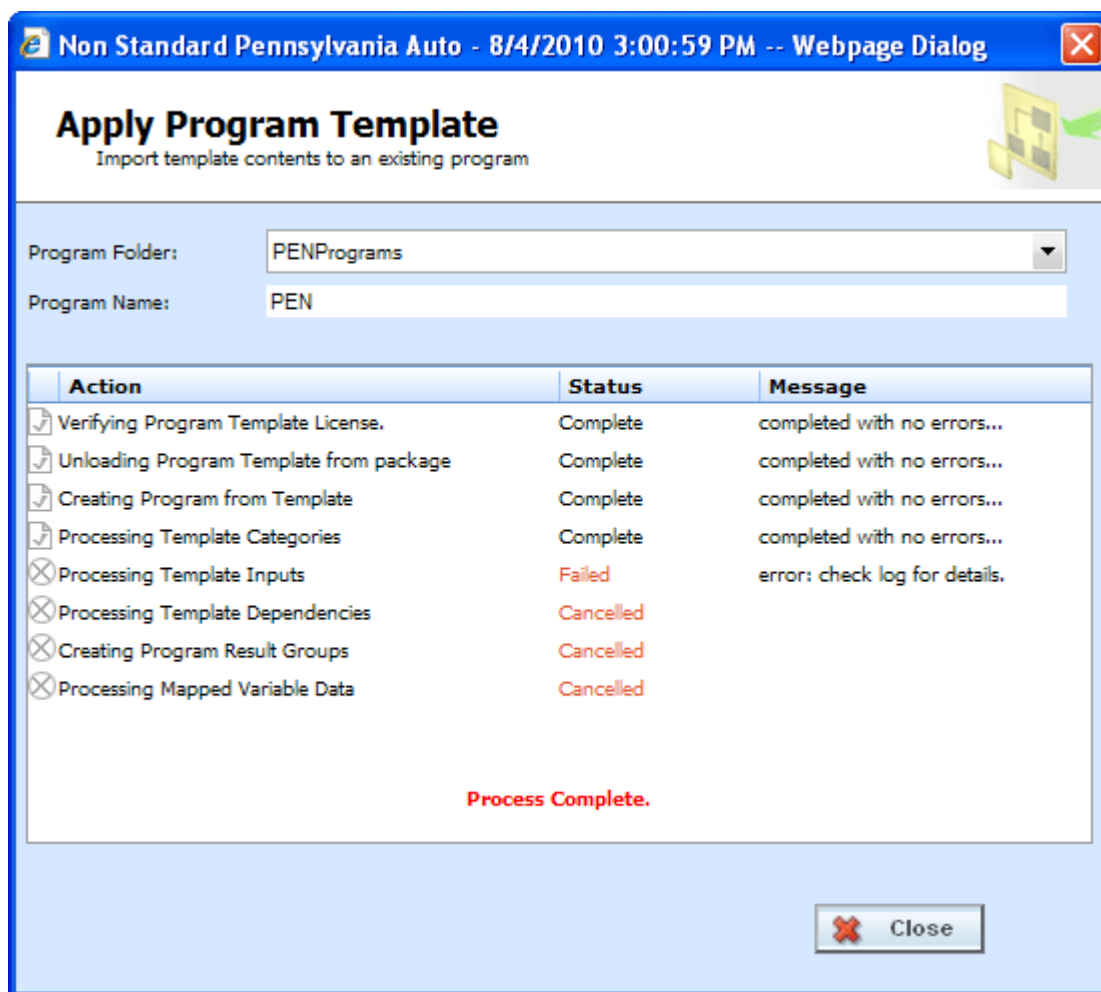 Non Standard Pennsylvania Auto - 8/4/2010 3:00:59 PM -- Webpage Dialog
Apply Program Template
Import template contents to an existing program
Program Folder: PENPrograms
Program Name: PEN
Action Status Message
Verifying Program Template License. Complete completed with no errors...
Unloading Program Template from package Complete completed with no errors...
Creating Program from Template Complete completed with no errors...
Processing Template Categories Complete completed with no errors...
Processing Template Inputs Failed error: check log for details.
Processing Template Dependencies Cancelled
Creating Program Result Groups Cancelled
Processing Mapped Variable Data Cancelled
Process Complete.
Close